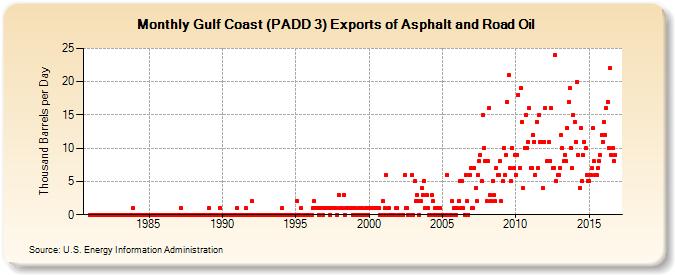 Monthly Gulf Coast (PADD 3) Exports of Asphalt and Road Oil
Thousand Barrels per Day
25
20
15
10
5
0
1985 1990 1995 2000 2005 2010 2015
Source: U.S. Energy Information Administration